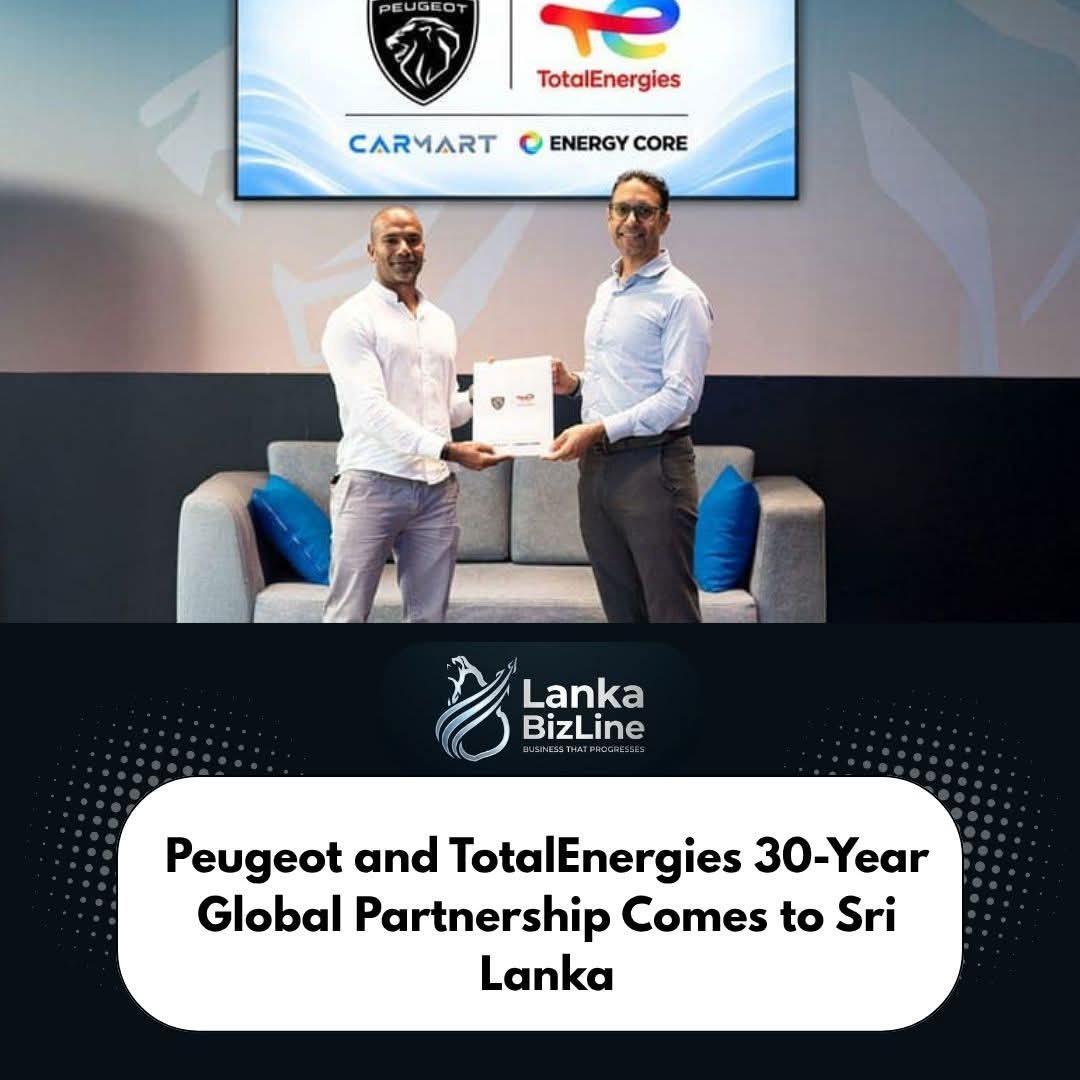 PEUGEOT
TotalEnergies
CARMART ENERGY CORE
Lanka
BizLine
BUSINESS THAT PROGRESSES
Peugeot and TotalEnergies 30-Year
Global Partnership Comes to Sri
Lanka